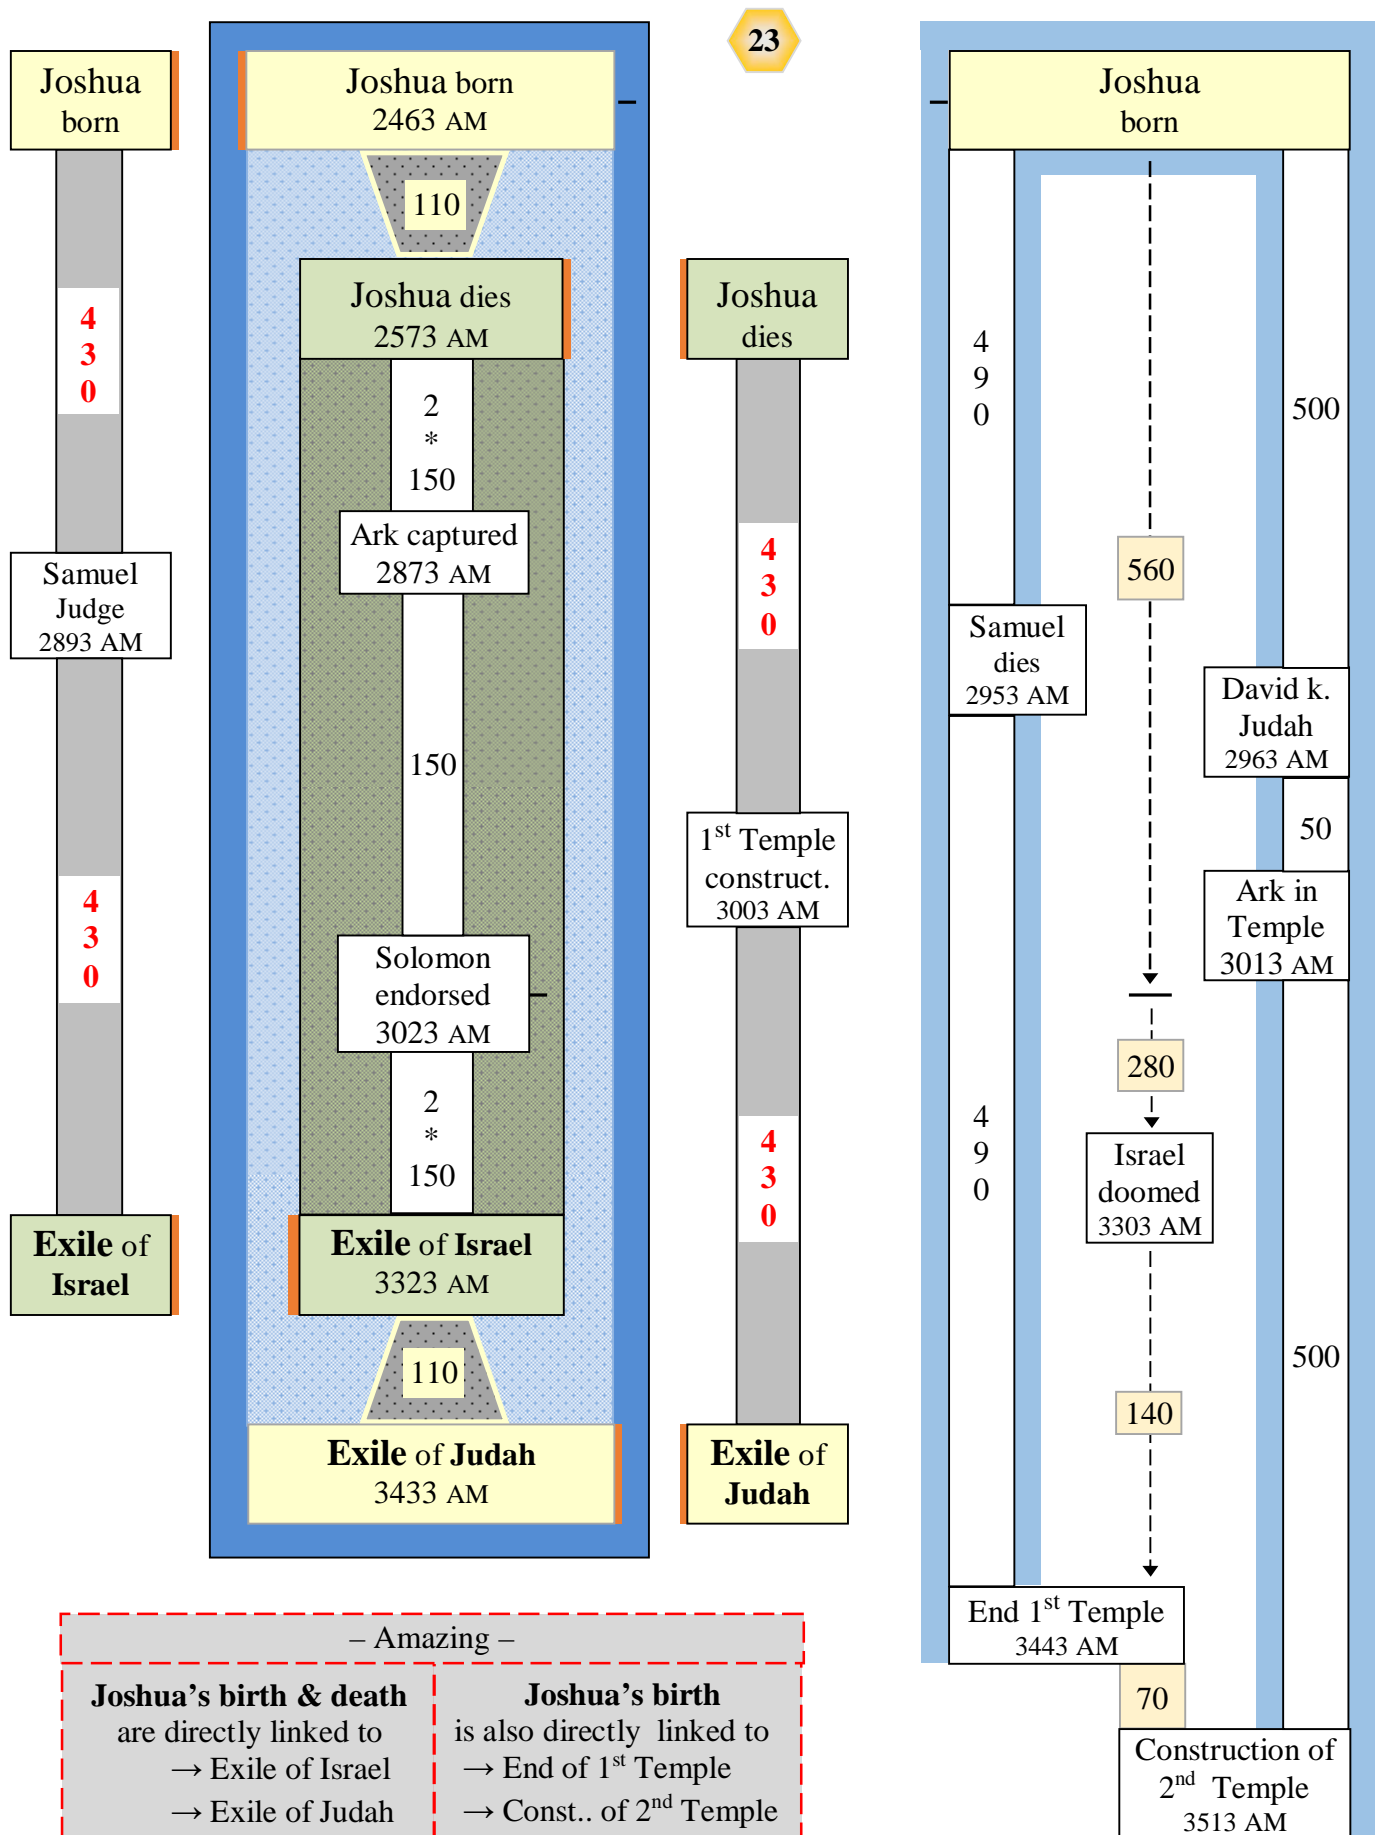 23
Joshua
born
4
3
0
Samuel
Judge
2893 AM
4
3
0
Exile of
Israel
Joshua born
2463 AM
110
Joshua dies
2573 AM
2
*
150
Ark captured
2873 AM
150
Solomon
endorsed
3023 AM
2
*
150
Exile of Israel
3323 AM
110
Exile of Judah
3433 AM
Joshua
dies
4
3
0
1st Temple
construct.
3003 AM
4
3
0
Exile of
Judah
Joshua
born
4
9
0
Samuel
dies
2953 AM
4
9
0
560
280
Israel
doomed
3303 AM
140
500
David k.
Judah
2963 AM
50
Ark in
Temple
3013 AM
500
End 1st Temple
3443 AM
70
Construction of
2nd Temple
3513 AM
– Amazing –
Joshua’s birth & death
are directly linked to
→ Exile of Israel
→ Exile of Judah
Joshua’s birth
is also directly linked to
→ End of 1st Temple
→ Const.. of 2nd Temple